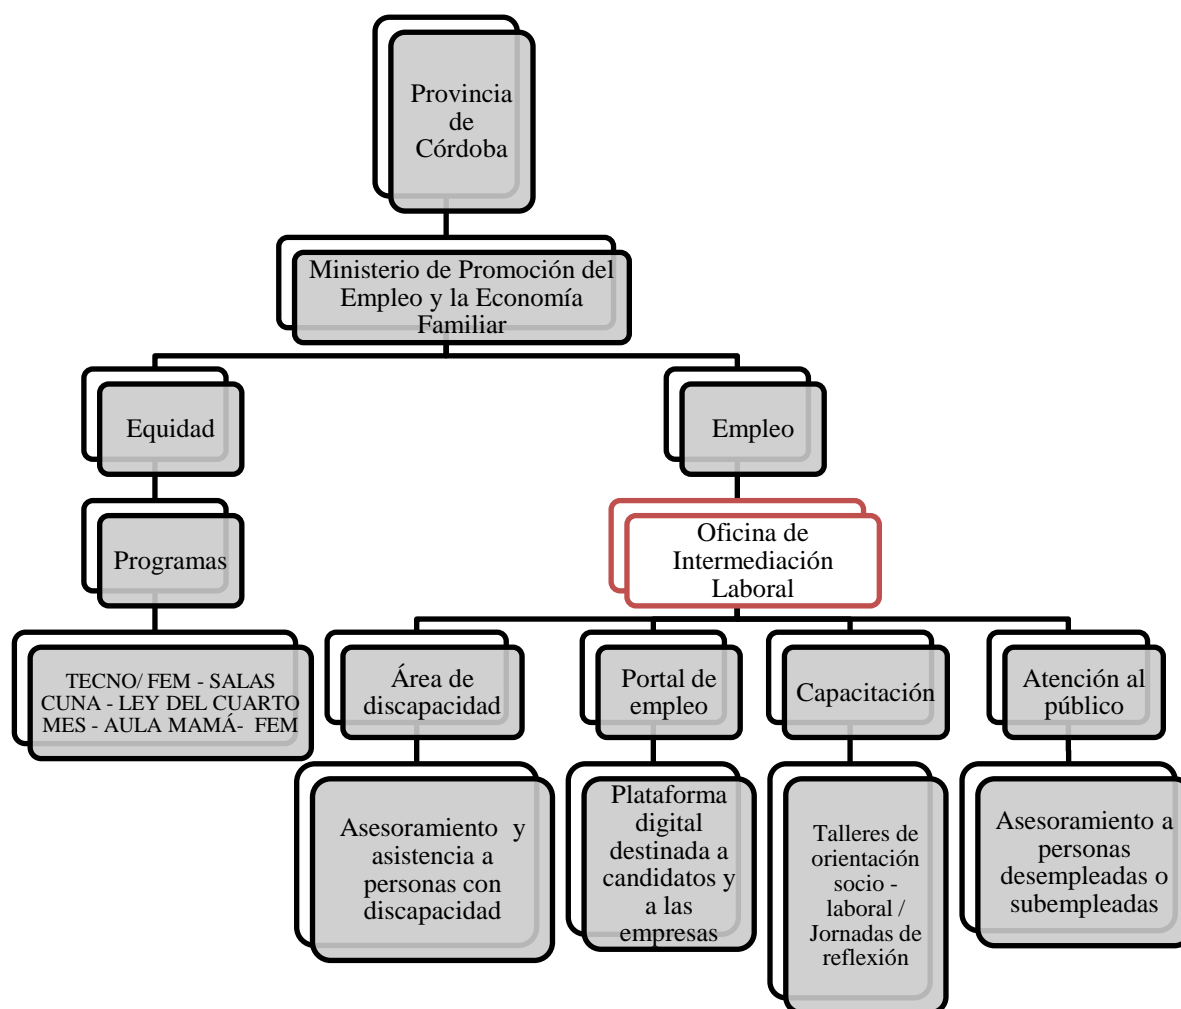 Provincia
de
Córdoba
Ministerio de Promoción del
Empleo y la Economía
Familiar
Equidad
Empleo
Programas
Oficina de
Intermediación
Laboral
TECNO/ FEM - SALAS
CUNA - LEY DEL CUARTO
MES - AULA MAMÁ- FEM
Área de
discapacidad
Portal de
empleo
Capacitación
Atención al
público
Asesoramiento y
asistencia a
personas con
discapacidad
Plataforma
digital
destinada a
candidatos y
a las
empresas
Talleres de
orientación
socio -
laboral /
Jornadas de
reflexión
Asesoramiento a
personas
desempleadas o
subempleadas